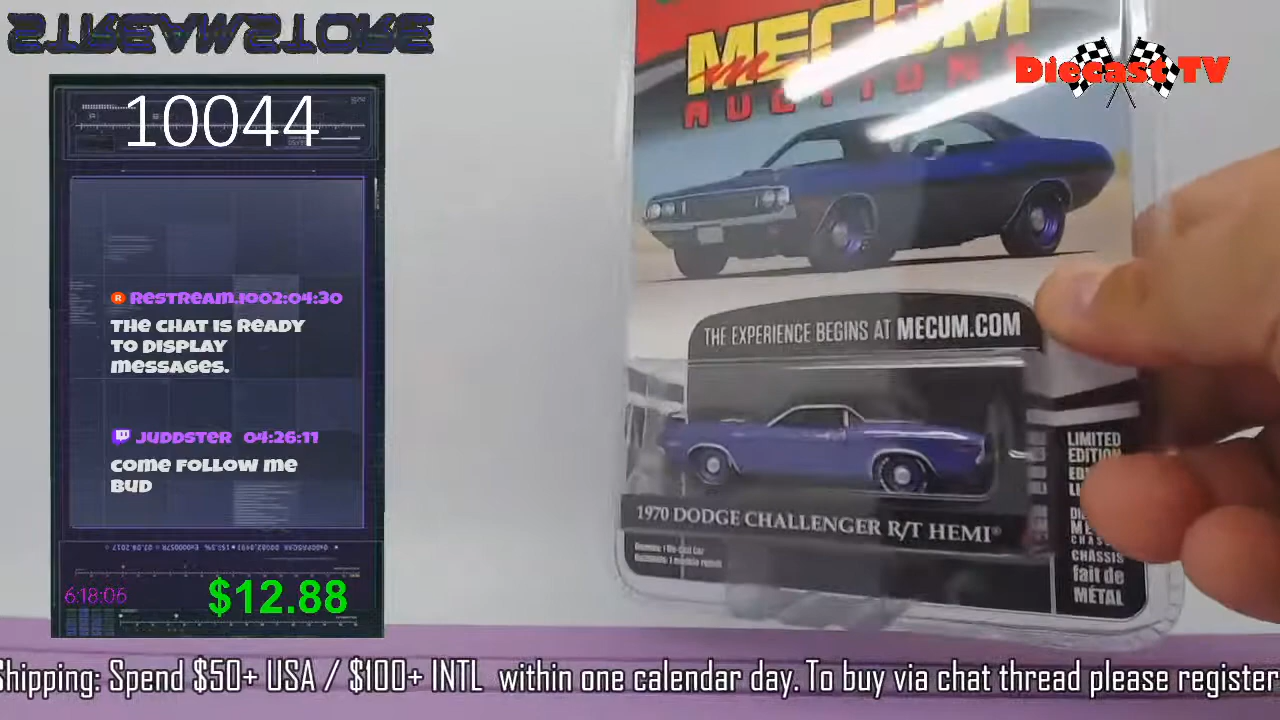 STREAMSTORE
10044
RESTREAM.IO 02:04:30
THE CHAT IS READY
TO DISPLAY
MESSAGES.
JUDDSTER 04:26:11
COME FOLLOW ME
BUD
6:18:06
$12.88
MECUM
AUCTIONS
Diecast TV
THE EXPERIENCE BEGINS AT MECUM.COM
LIMITED
EDITION
1970 DODGE CHALLENGER R/T HEMI®
CHÂSSIS
fait de
MÉTAL
Shipping: Spend $50+ USA / $100+ INTL within one calendar day. To buy via chat thread please register